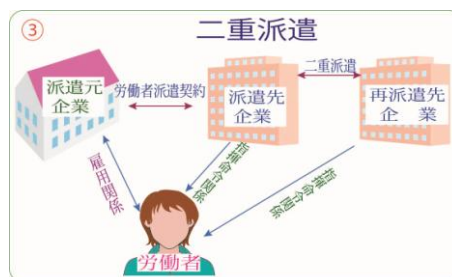 ③
二重派遣
派遣元
企業
労働者派遣契約
派遣先
企業
二重派遣
再派遣先
企　業
雇用関係
指揮命令関係
指揮命令関係
労働者